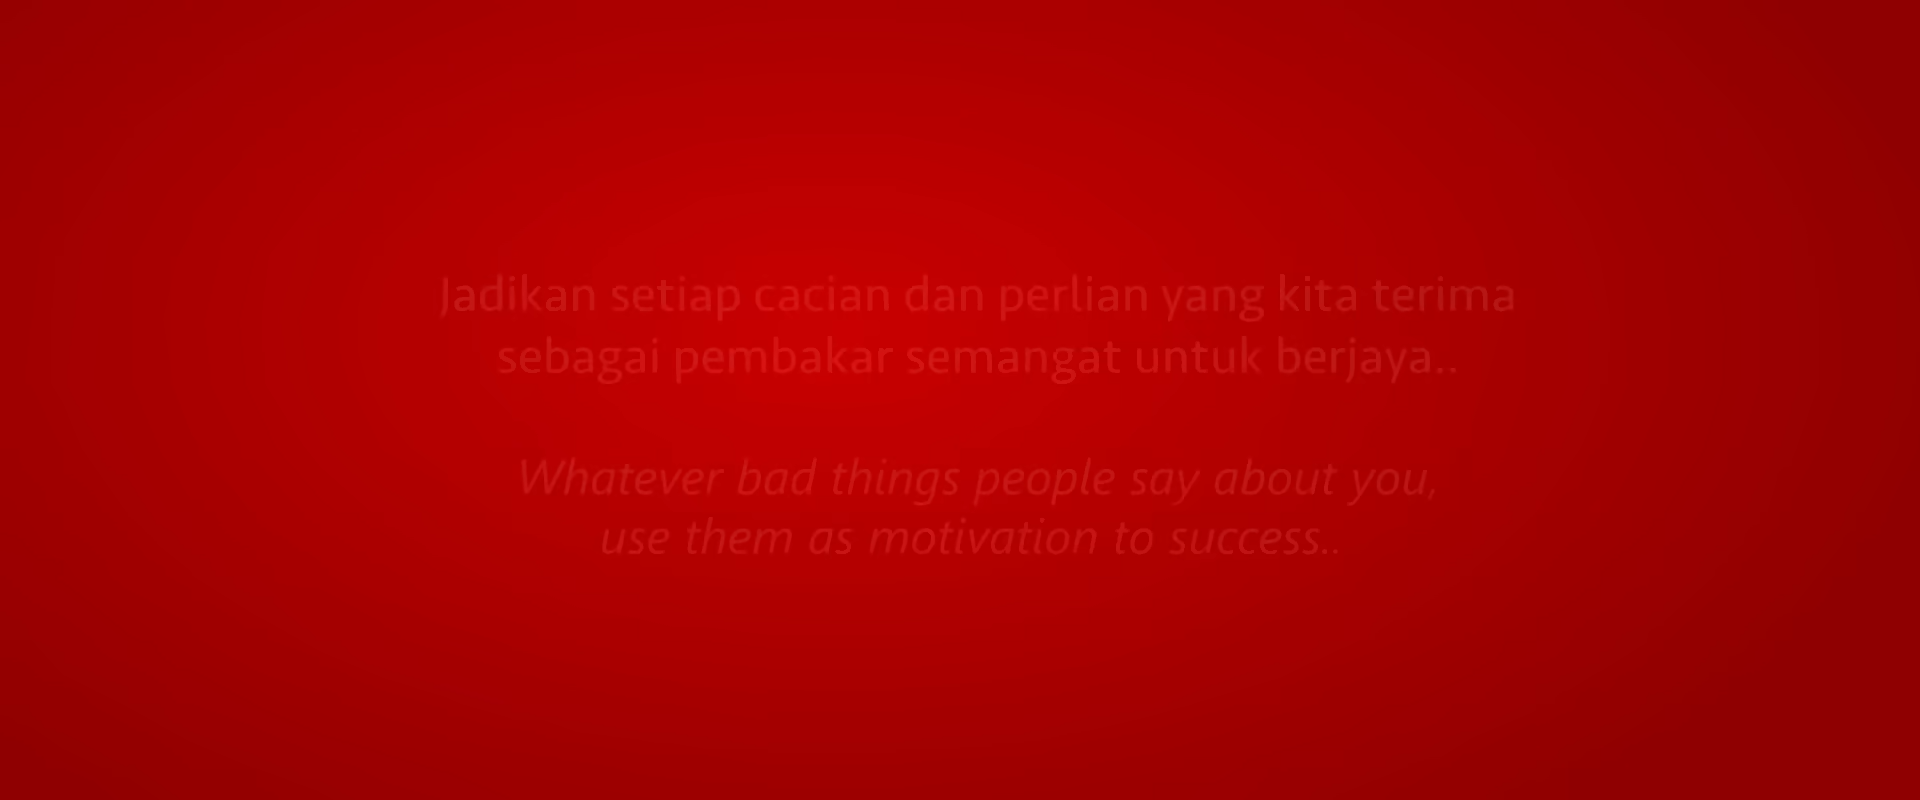 Jadikan setiap cacian dan perlian yang kita terima
sebagai pembakar semangat untuk berjaya..
Whatever bad things people say about you,
use them as motivation to success..